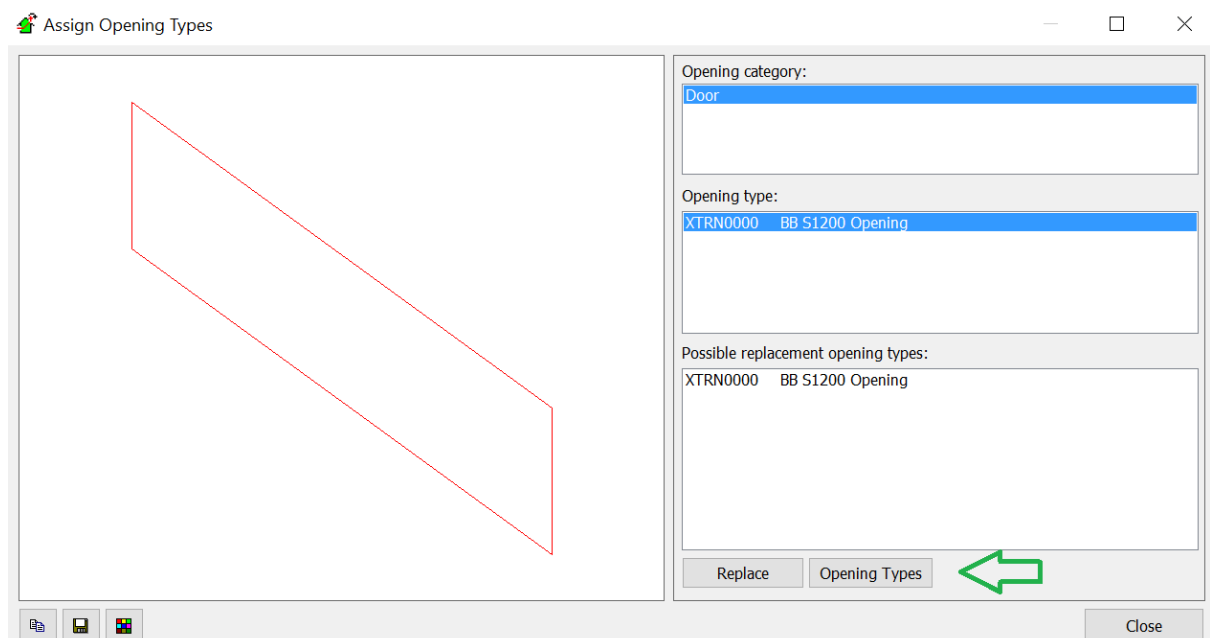 Assign Opening Types
Opening category:
Door
Opening type:
XTRN0000 BB S1200 Opening
Possible replacement opening types:
XTRN0000 BB S1200 Opening
Replace
Opening Types
Close